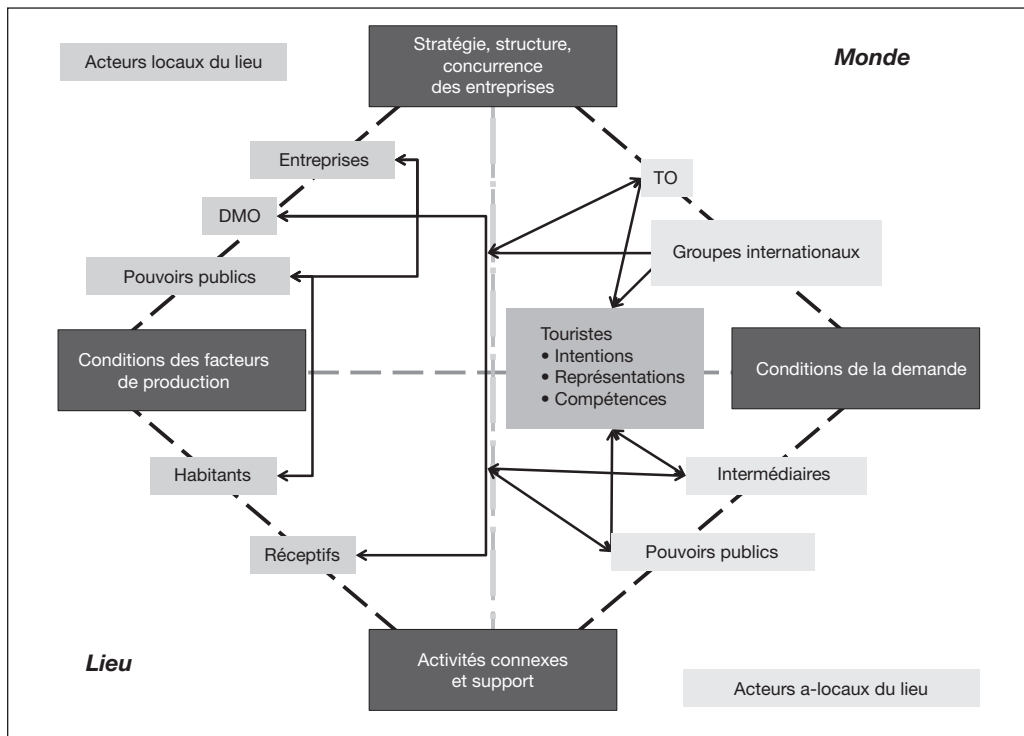 Stratégie, structure,
concurrence
des entreprises
Monde
Acteurs locaux du lieu
Entreprises
TO
DMO
Groupes internationaux
Pouvoirs publics
Touristes
• Intentions
• Représentations
• Compétences
Conditions des facteurs
de production
Conditions de la demande
Habitants
Intermédiaires
Réceptifs
Pouvoirs publics
Lieu
Activités connexes
et support
Acteurs a-locaux du lieu